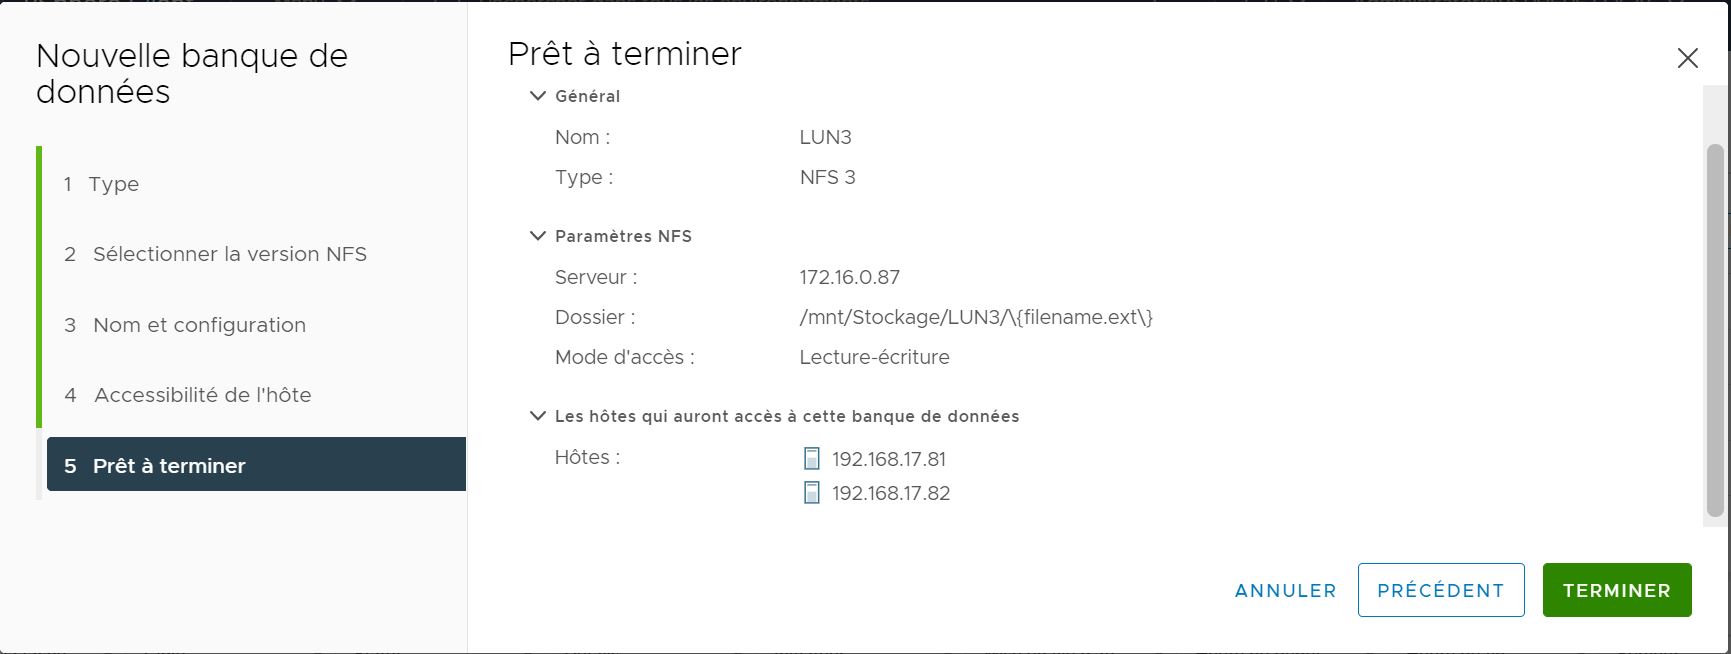 Nouvelle banque de
données
1 Type
2 Sélectionner la version NFS
3 Nom et configuration
4 Accessibilité de l'hôte
5 Prêt à terminer
Prêt à terminer
Général
Nom : LUN3
Type : NFS 3
Paramètres NFS
Serveur : 172.16.0.87
Dossier : /mnt/Stockage/LUN3/\{filename.ext\}
Mode d'accès : Lecture-écriture
Les hôtes qui auront accès à cette banque de données
Hôtes : 192.168.17.81
192.168.17.82
ANNULER PRÉCÉDENT TERMINER